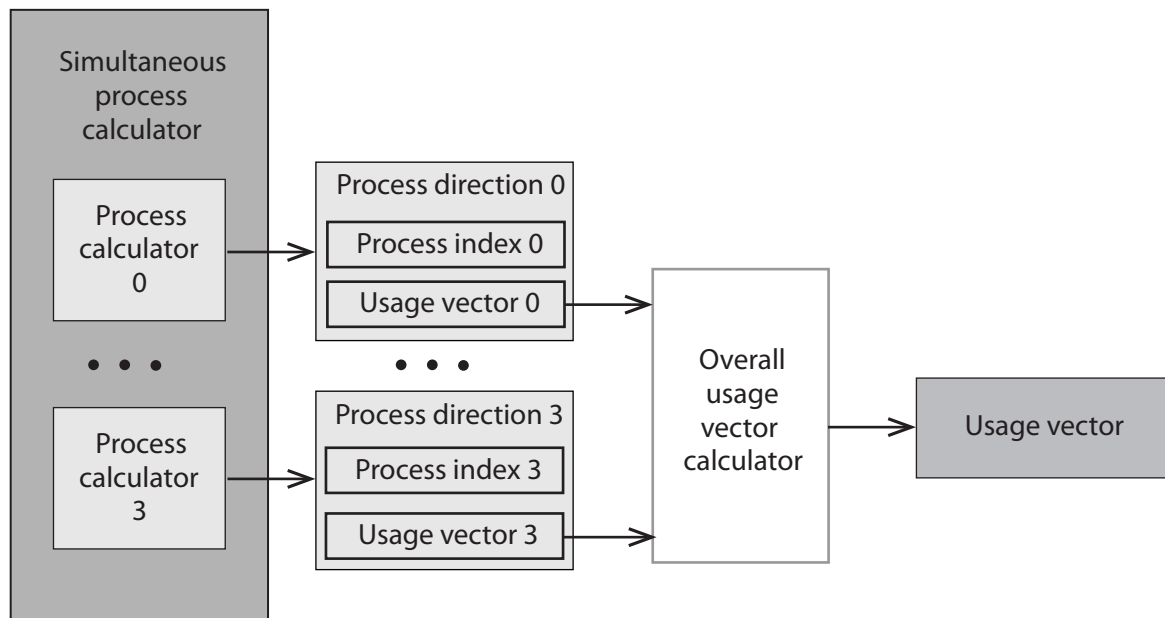 Simultaneous
process
calculator
Process
calculator
0
Process direction 0
Process index 0
Usage vector 0
Process
calculator
3
Process direction 3
Process index 3
Usage vector 3
Overall
usage
vector
calculator
Usage vector